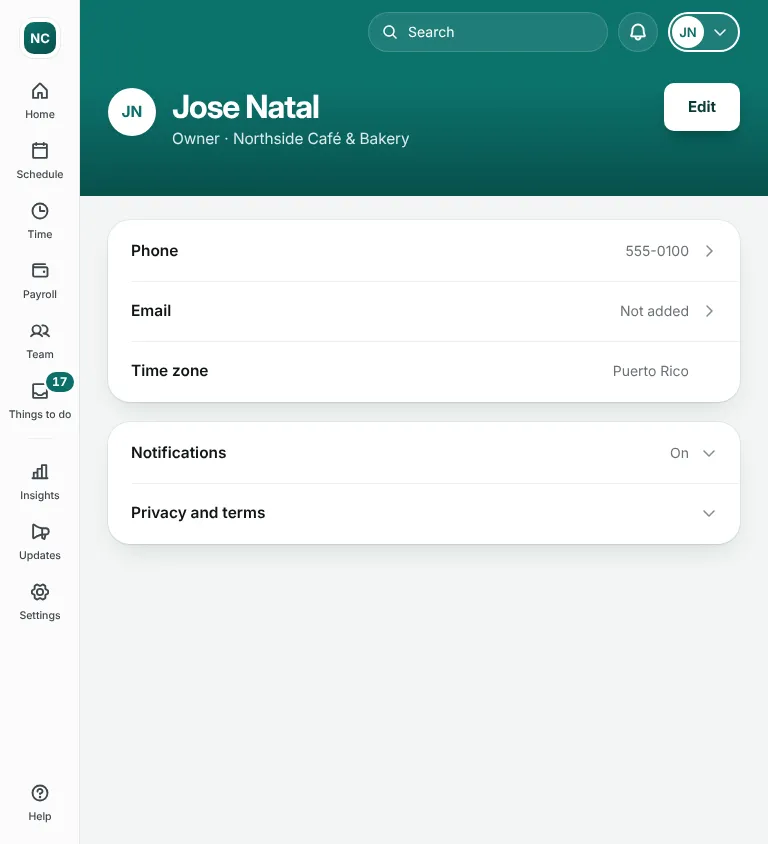 NC
Home
Schedule
Time
Payroll
Team
17
Things to do
Insights
Updates
Settings
Help
Search
JN
JN
Jose Natal
Owner · Northside Café & Bakery
Edit
Phone 555-0100
Email Not added
Time zone Puerto Rico
Notifications On
Privacy and terms